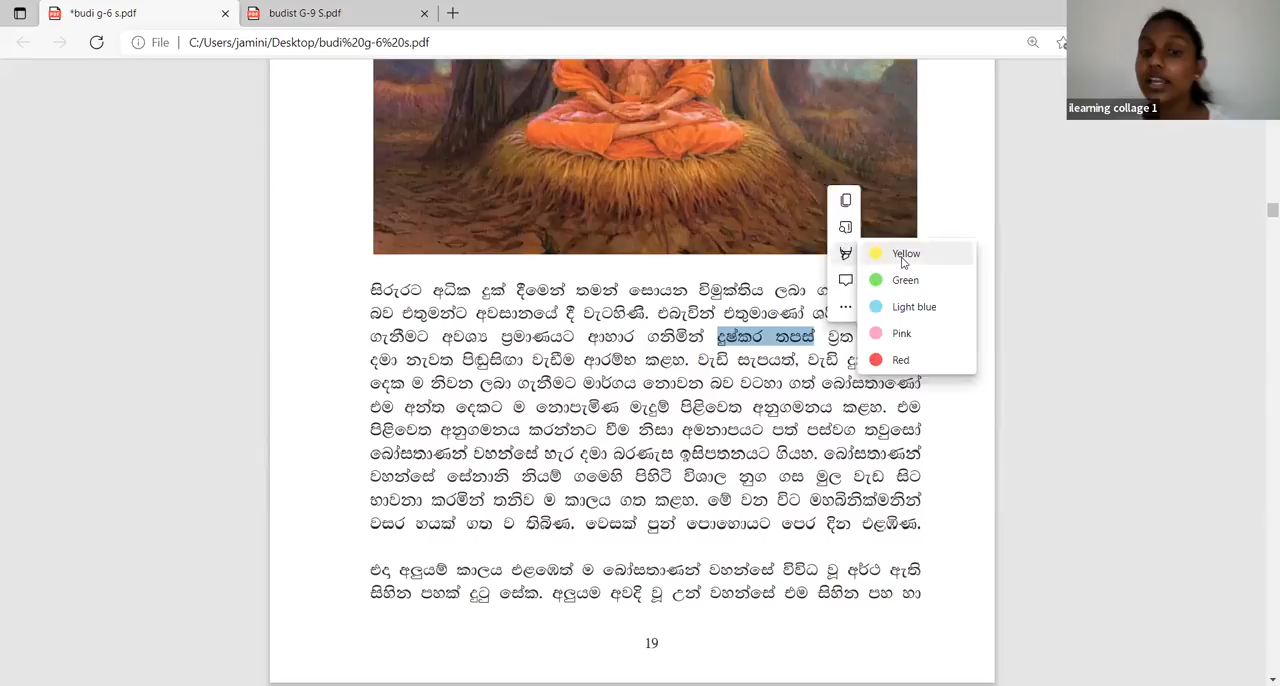 *budi g-6 s.pdf
budist G-9 S.pdf
File
C:/Users/jamini/Desktop/budi%20g-6%20s.pdf
ilearning collage 1
Yellow
Green
Light blue
Pink
Red
සිරුරට අධික දුක් දීමෙන් තමන් සොයන විමුක්තිය ලබා
බව එතුමන්ට අවසානයේ දී වැටහිණි. එබැවින් එතුමාණෝ
ගැනීමට අවශ්‍ය ප්‍රමාණයට ආහාර ගනිමින් දුෂ්කර තපස් ව්‍රත
දමා නැවත පිඬුසිඟා වැඩීම ආරම්භ කළහ. වැඩි සැපයත්, වැඩි
දෙක ම නිවන ලබා ගැනීමට මාර්ගය නොවන බව වටහා ගත් බෝසතාණෝ
එම අන්ත දෙකට ම නොපැමිණ මැදුම් පිළිවෙත අනුගමනය කළහ. එම
පිළිවෙත අනුගමනය කරන්නට වීම නිසා අමනාපයට පත් පස්වග තවුසෝ
බෝසතාණන් වහන්සේ හැර දමා බරණැස ඉසිපතනයට ගියහ. බෝසතාණන්
වහන්සේ සේනානි නියම් ගමෙහි පිහිටි විශාල නුග ගස මුල වැඩ සිට
භාවනා කරමින් තනිව ම කාලය ගත කළහ. මේ වන විට මහබිනික්මනින්
වසර හයක් ගත ව තිබිණ. වෙසක් පුන් පොහොයට පෙර දින එළඹිණ.
එදා අලුයම් කාලය එළඹෙත් ම බෝසතාණන් වහන්සේ විවිධ වූ අර්ථ ඇති
සිහින පහක් දුටු සේක. අලුයම අවදි වූ උන් වහන්සේ එම සිහින පහ හා
19